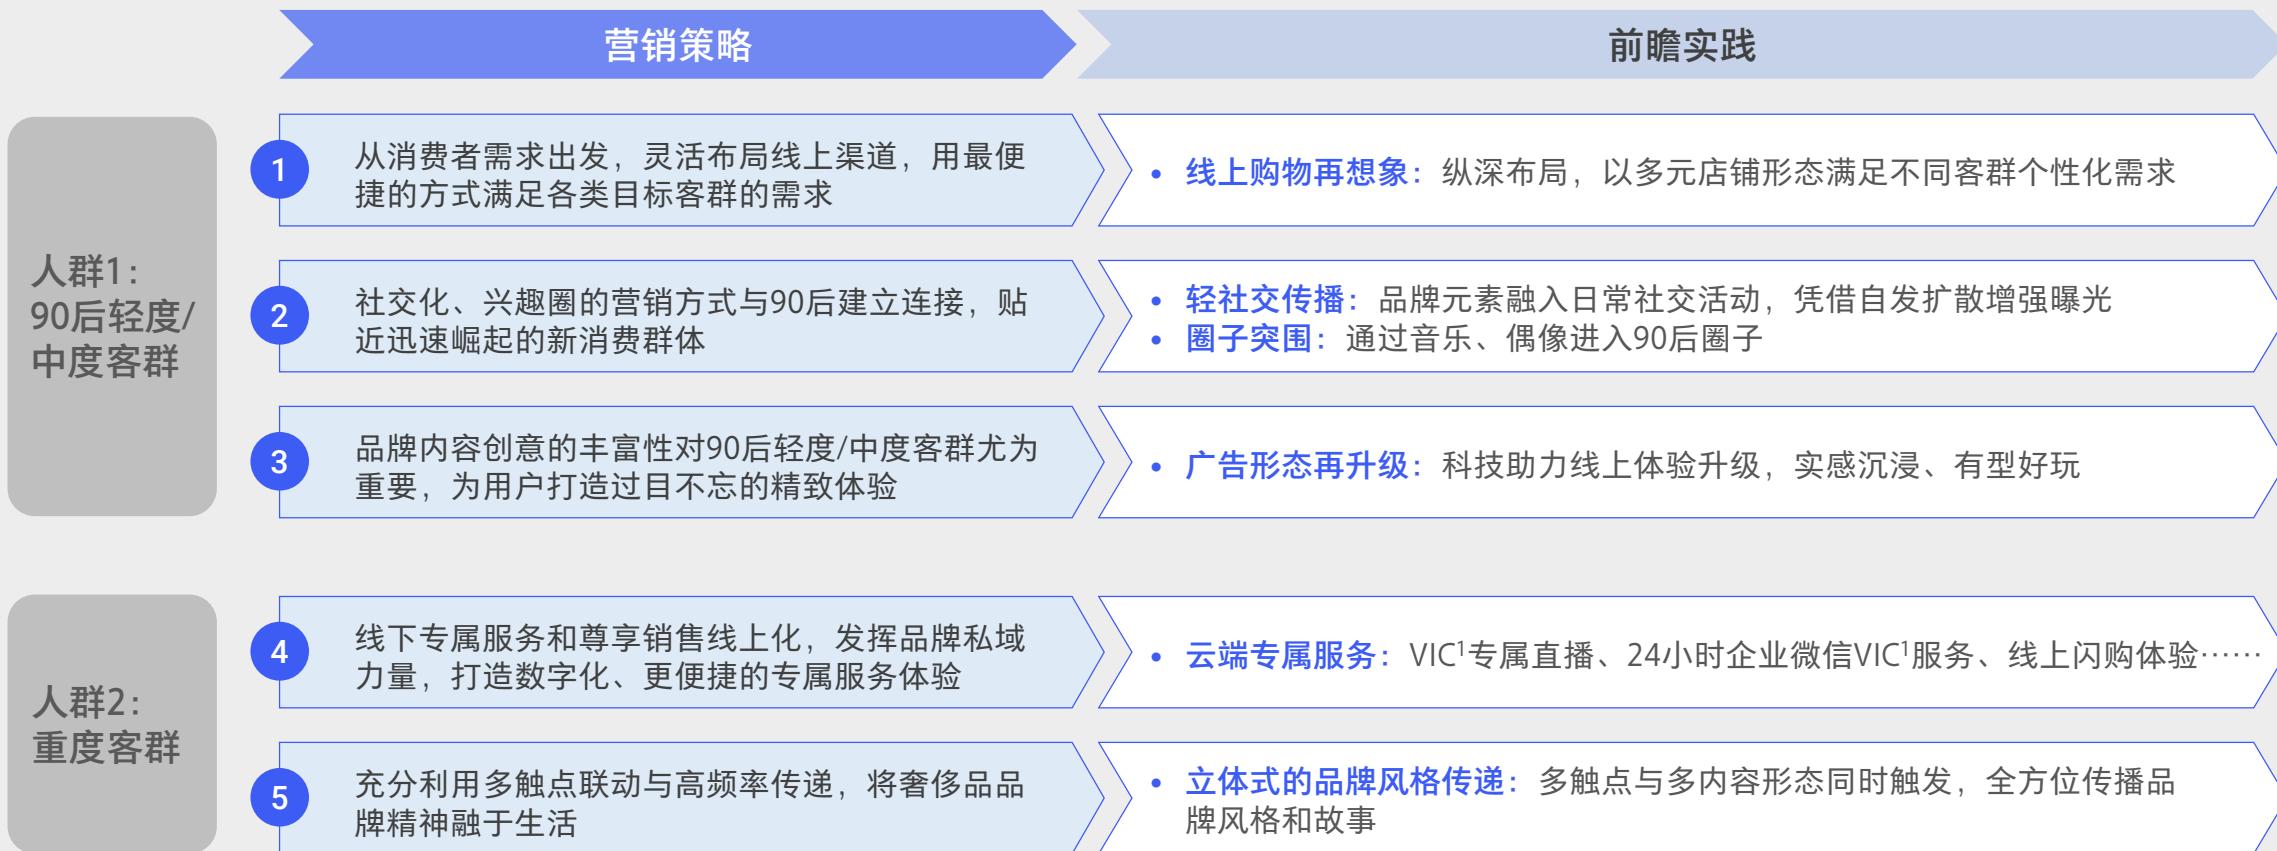 营销策略
前瞻实践
人群1：
90后轻度/
中度客群
1
从消费者需求出发，灵活布局线上渠道，用最便
捷的方式满足各类目标客群的需求
• 线上购物再想象：纵深布局，以多元店铺形态满足不同客群个性化需求
2
社交化、兴趣圈的营销方式与90后建立连接，贴
近迅速崛起的新消费群体
• 轻社交传播：品牌元素融入日常社交活动，凭借自发扩散增强曝光
• 圈子突围：通过音乐、偶像进入90后圈子
3
品牌内容创意的丰富性对90后轻度/中度客群尤为
重要，为用户打造过目不忘的精致体验
• 广告形态再升级：科技助力线上体验升级，实感沉浸、有型好玩
人群2：
重度客群
4
线下专属服务和尊享销售线上化，发挥品牌私域
力量，打造数字化、更便捷的专属服务体验
• 云端专属服务：VIC¹专属直播、24小时企业微信VIC¹服务、线上闪购体验……
5
充分利用多触点联动与高频率传递，将奢侈品品
牌精神融于生活
• 立体式的品牌风格传递：多触点与多内容形态同时触发，全方位传播品
牌风格和故事